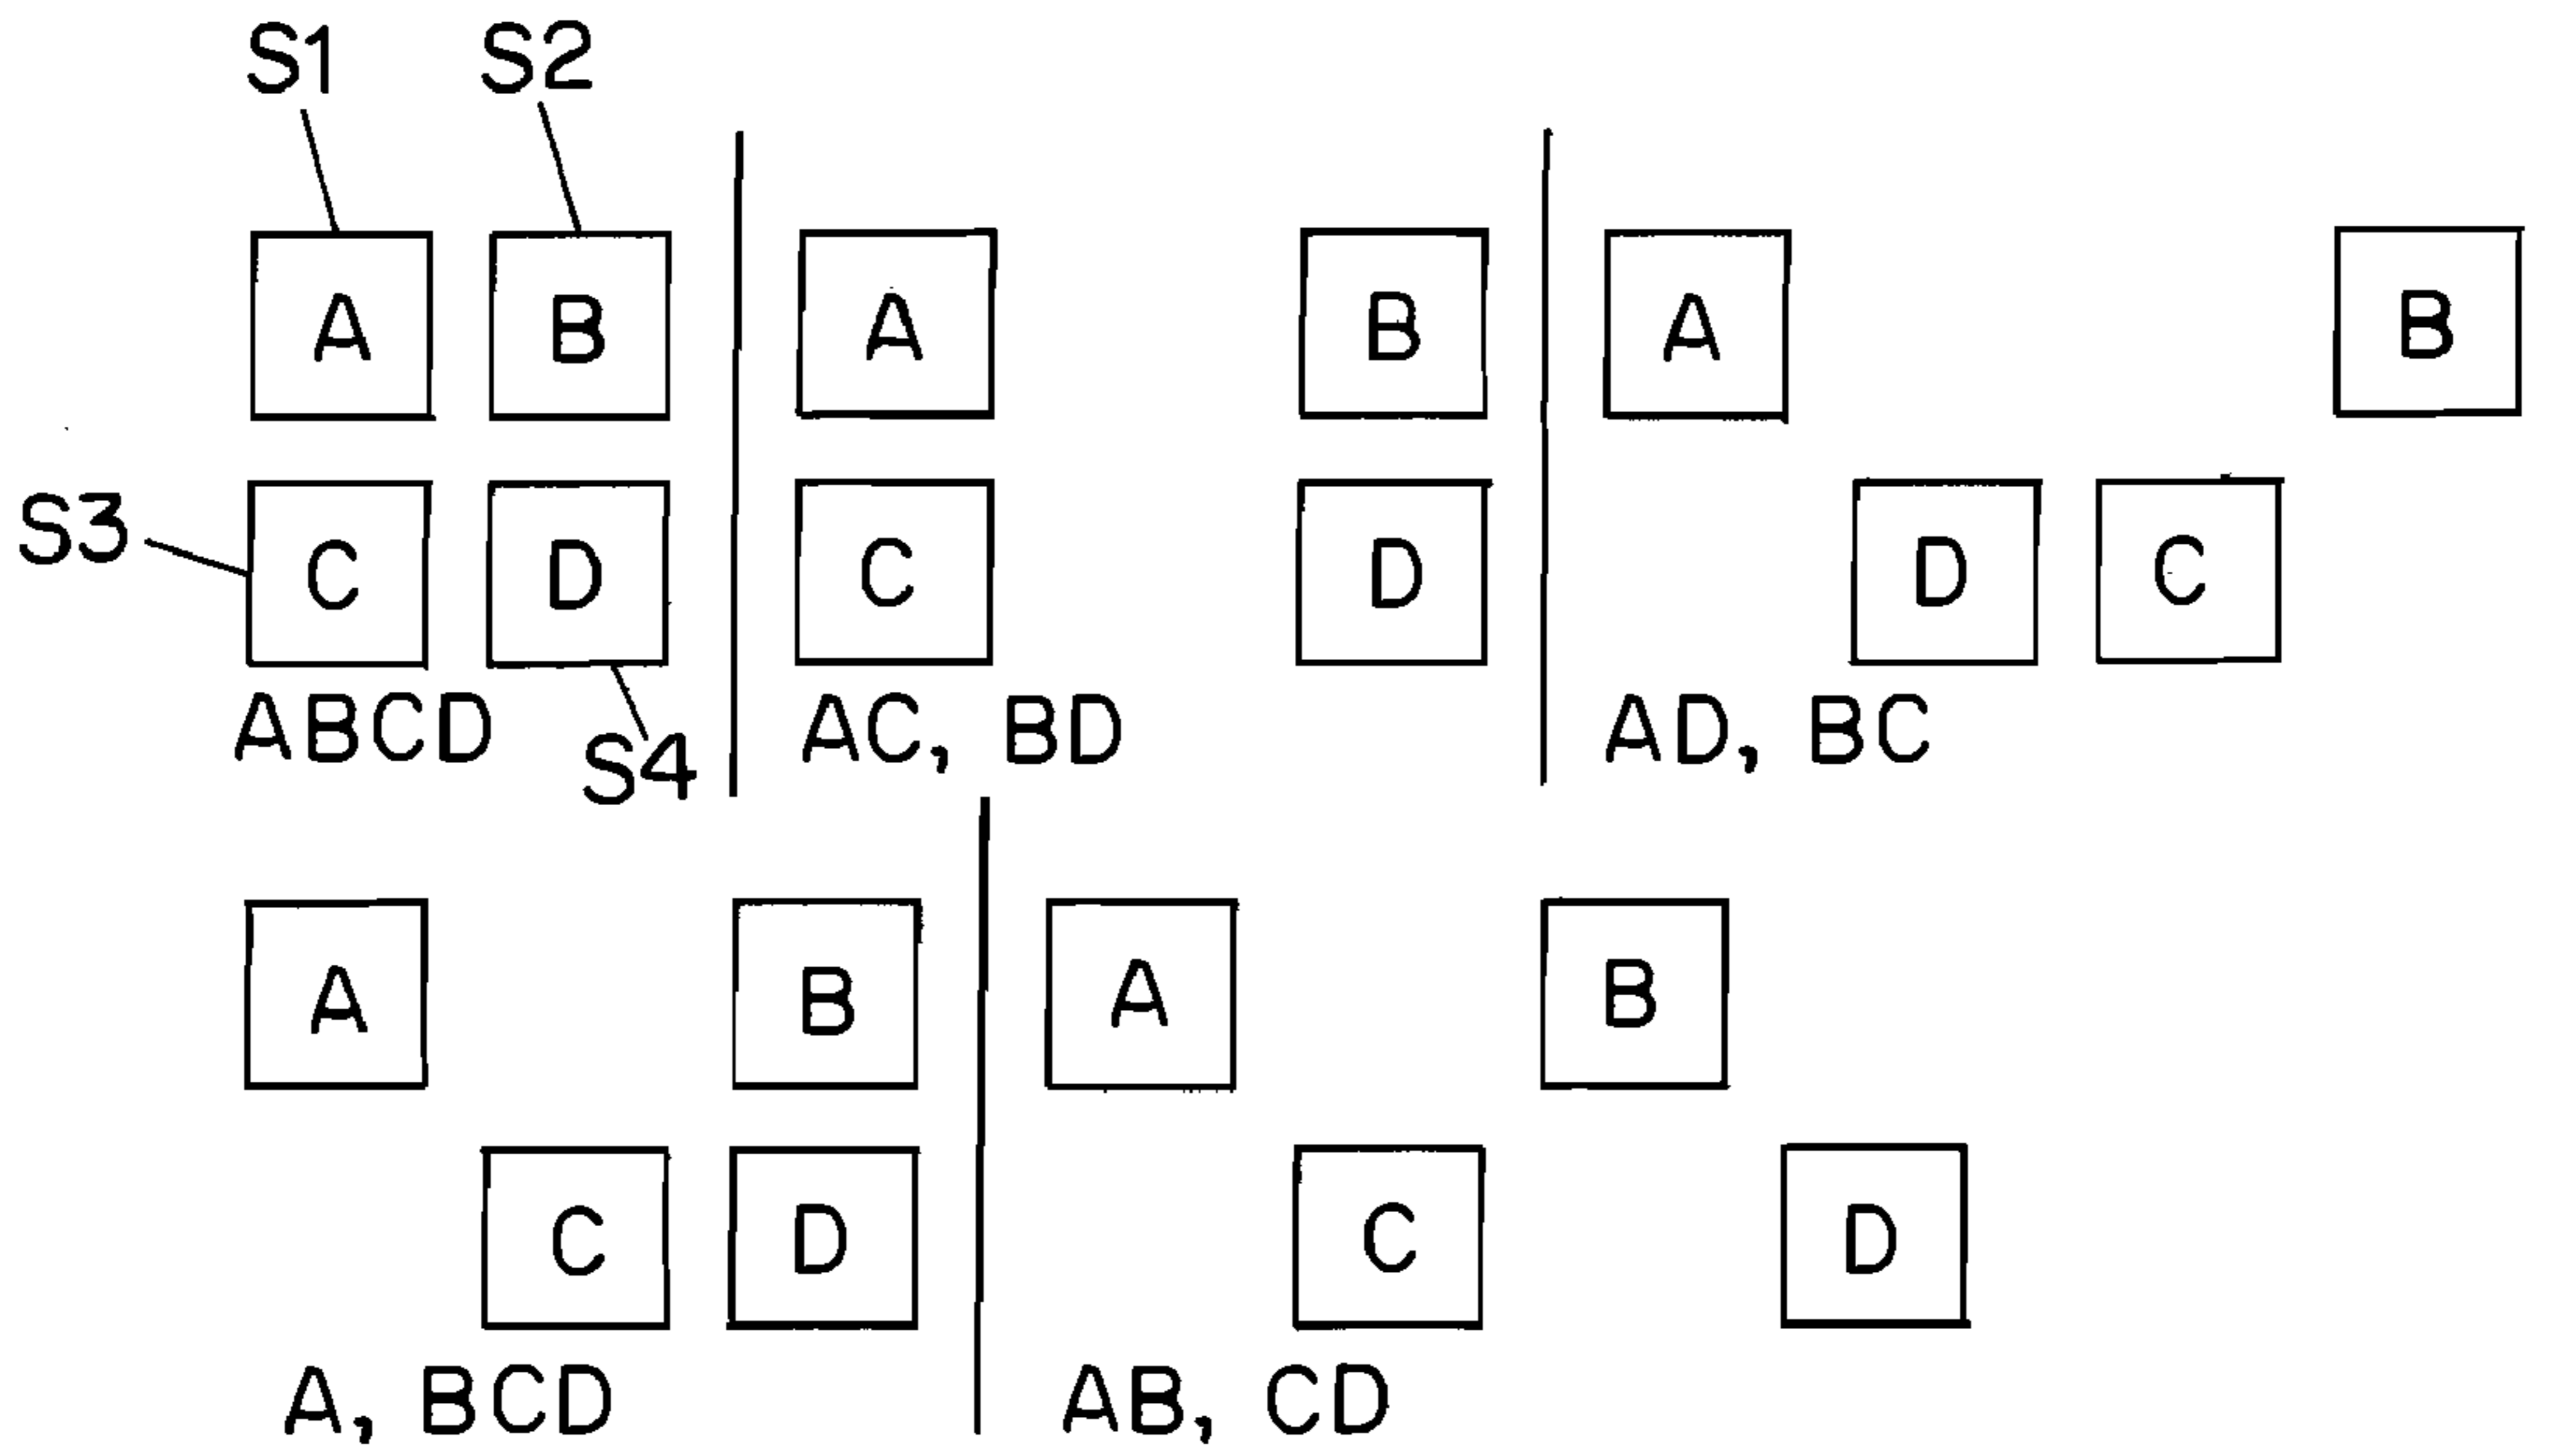 S1 S2
A B A B A B
S3 C D C D D C
ABCD S4 AC, BD AD, BC
A B A B
C D C D
A, BCD AB, CD